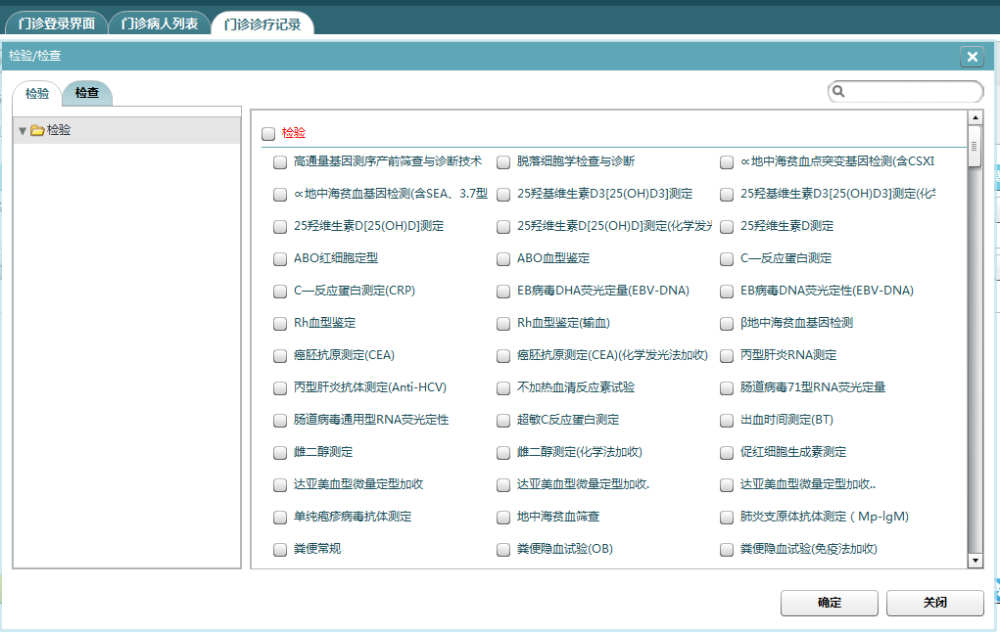 门诊登录界面 门诊病人列表 门诊诊疗记录
检验/检查
检验 检查
检验
检验
高通量基因测序产前筛查与诊断技术 脱落细胞学检查与诊断 ∝地中海贫血点突变基因检测(含CSXI
∝地中海贫血基因检测(含SEA、3.7型 25羟基维生素D3[25(OH)D3]测定 25羟基维生素D3[25(OH)D3]测定(化学
25羟维生素D[25(OH)D]测定 25羟维生素D[25(OH)D]测定(化学发光 25羟维生素D测定
ABO红细胞定型 ABO血型鉴定 C—反应蛋白测定
C—反应蛋白测定(CRP) EB病毒DHA荧光定量(EBV-DNA) EB病毒DNA荧光定性(EBV-DNA)
Rh血型鉴定 Rh血型鉴定(输血) β地中海贫血基因检测
癌胚抗原测定(CEA) 癌胚抗原测定(CEA)(化学发光法加收) 丙型肝炎RNA测定
丙型肝炎抗体测定(Anti-HCV) 不加热血清反应素试验 肠道病毒71型RNA荧光定量
肠道病毒通用型RNA荧光定性 超敏C反应蛋白测定 出血时间测定(BT)
雌二醇测定 雌二醇测定(化学法加收) 促红细胞生成素测定
达亚美血型微量定型加收 达亚美血型微量定型加收. 达亚美血型微量定型加收..
单纯疱疹病毒抗体测定 地中海贫血筛查 肺炎支原体抗体测定（Mp-lgM)
粪便常规 粪便隐血试验(OB) 粪便隐血试验(免疫法加收)
确定 关闭